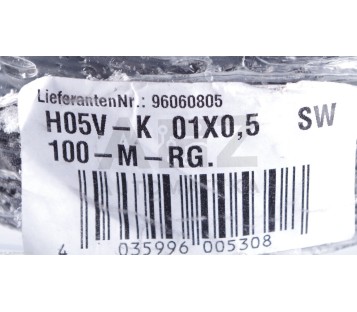 LieferantenNr.: 96060805
H05V-K 01X0,5 SW
100-M-RG.
4 035996 005308